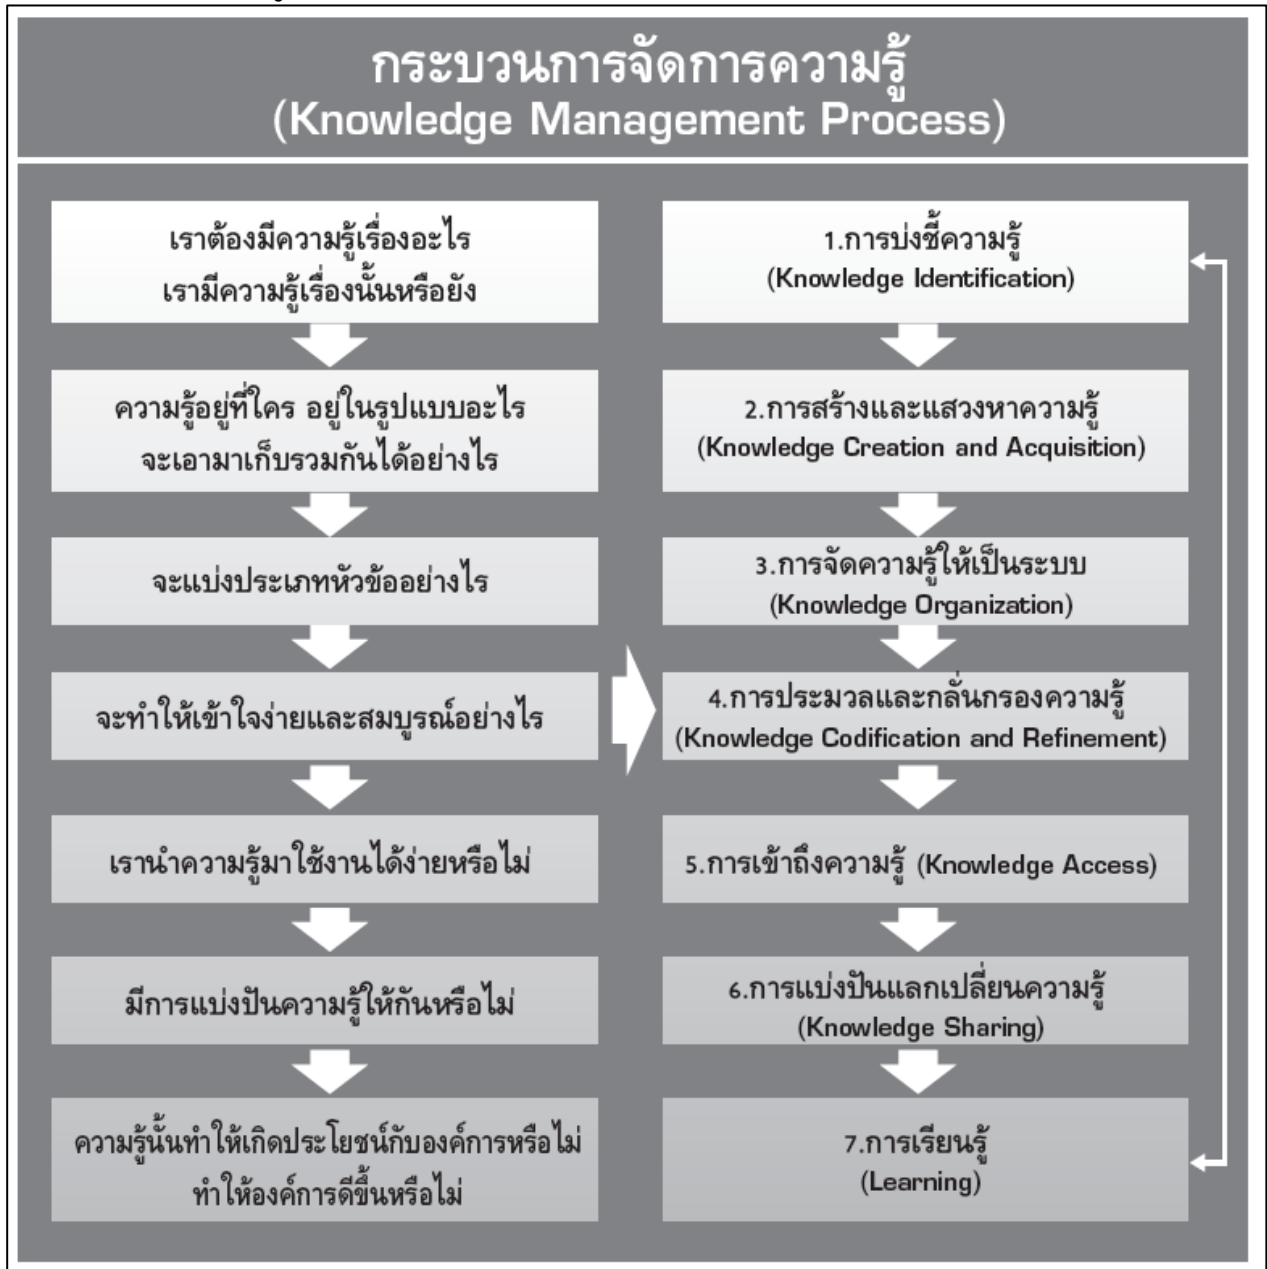 กระบวนการจัดการความรู้
(Knowledge Management Process)
เราต้องมีความรู้เรื่องอะไร
เรามีความรู้เรื่องนั้นหรือยัง
ความรู้อยู่ที่ใคร อยู่ในรูปแบบอะไร
จะเอามาเก็บรวมกันได้อย่างไร
จะแบ่งประเภทหัวข้ออย่างไร
จะทำให้เข้าใจง่ายและสมบูรณ์อย่างไร
เรานำความรู้มาใช้งานได้ง่ายหรือไม่
มีการแบ่งปันความรู้ให้กันหรือไม่
ความรู้นั้นทำให้เกิดประโยชน์กับองค์การหรือไม่
ทำให้องค์การดีขึ้นหรือไม่
1.การบ่งชี้ความรู้
(Knowledge Identification)
2.การสร้างและแสวงหาความรู้
(Knowledge Creation and Acquisition)
3.การจัดความรู้ให้เป็นระบบ
(Knowledge Organization)
4.การประมวลและกลั่นกรองความรู้
(Knowledge Codification and Refinement)
5.การเข้าถึงความรู้ (Knowledge Access)
6.การแบ่งปันแลกเปลี่ยนความรู้
(Knowledge Sharing)
7.การเรียนรู้
(Learning)